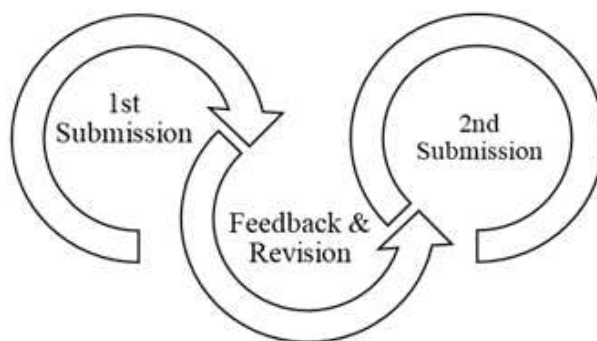 1st
Submission
Feedback &
Revision
2nd
Submission